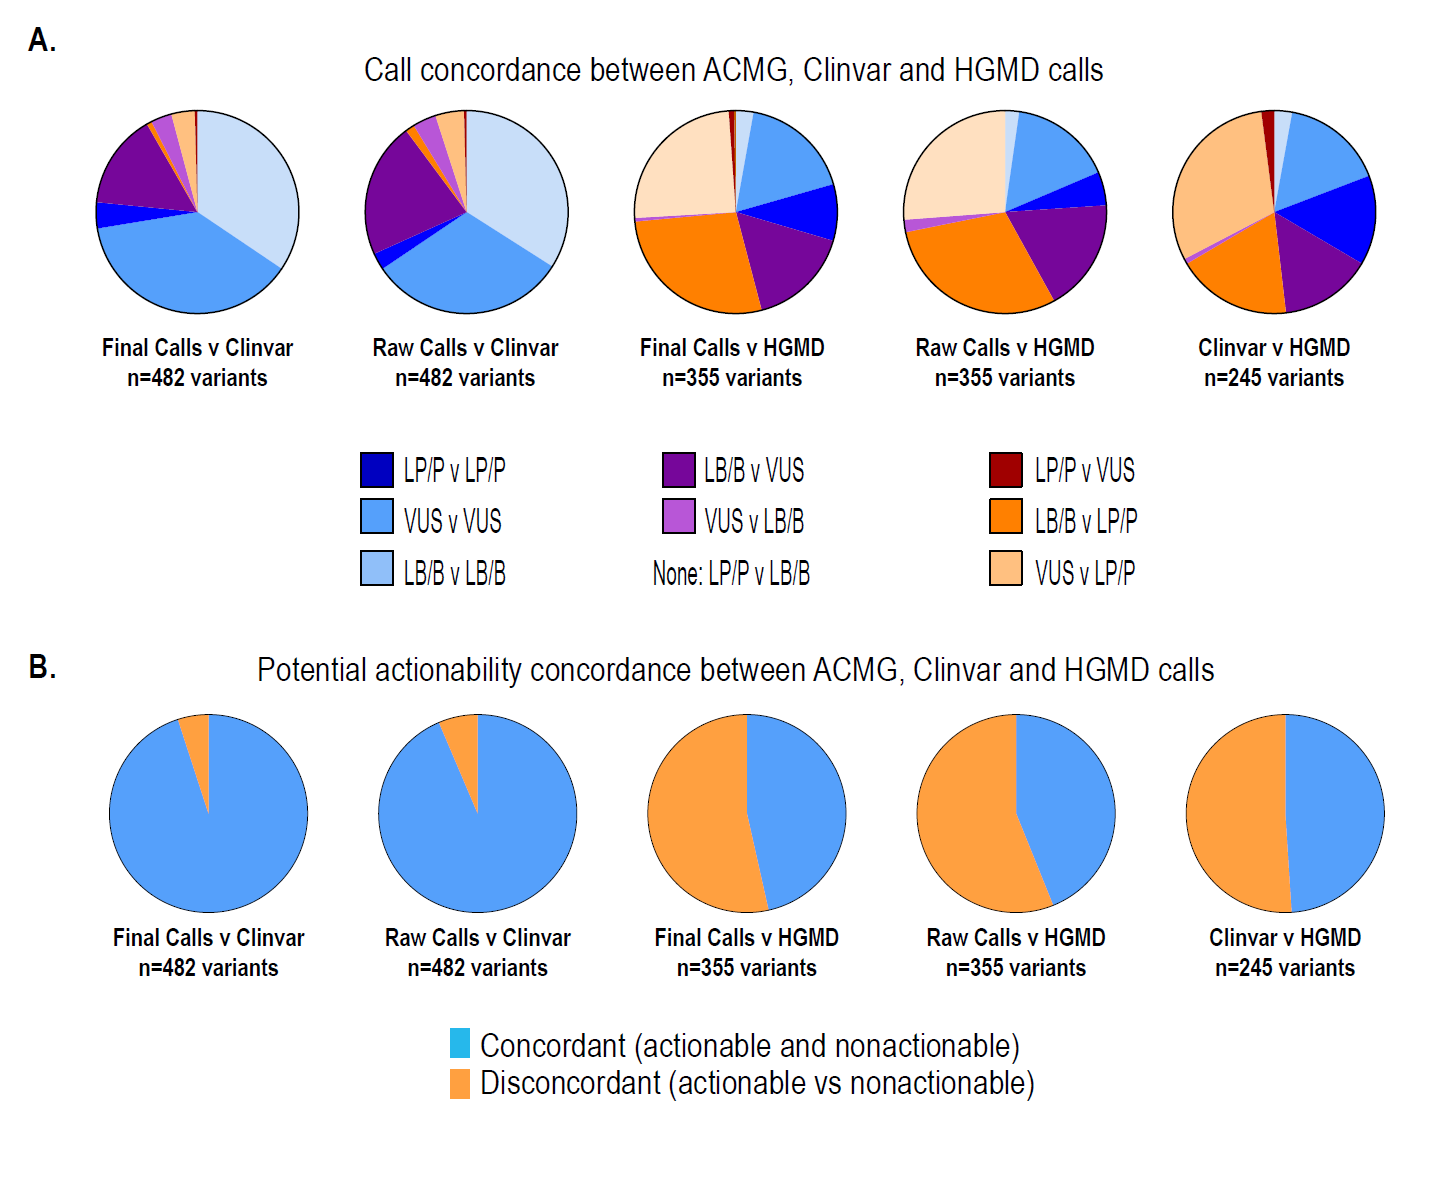 A.
Call concordance between ACMG, Clinvar and HGMD calls
Final Calls v Clinvar
n=482 variants
Raw Calls v Clinvar
n=482 variants
Final Calls v HGMD
n=355 variants
Raw Calls v HGMD
n=355 variants
Clinvar v HGMD
n=245 variants
LP/P v LP/P
VUS v VUS
LB/B v LB/B
LB/B v VUS
VUS v LB/B
None: LP/P v LB/B
LP/P v VUS
LB/B v LP/P
VUS v LP/P
B.
Potential actionability concordance between ACMG, Clinvar and HGMD calls
Final Calls v Clinvar
n=482 variants
Raw Calls v Clinvar
n=482 variants
Final Calls v HGMD
n=355 variants
Raw Calls v HGMD
n=355 variants
Clinvar v HGMD
n=245 variants
Concordant (actionable and nonactionable)
Disconcordant (actionable vs nonactionable)